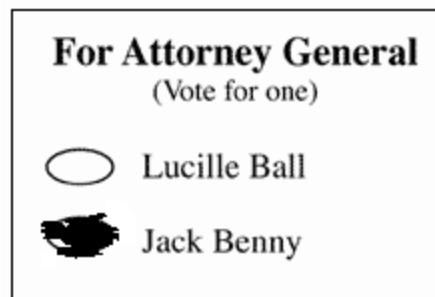 For Attorney General
(Vote for one)
Lucille Ball
Jack Benny